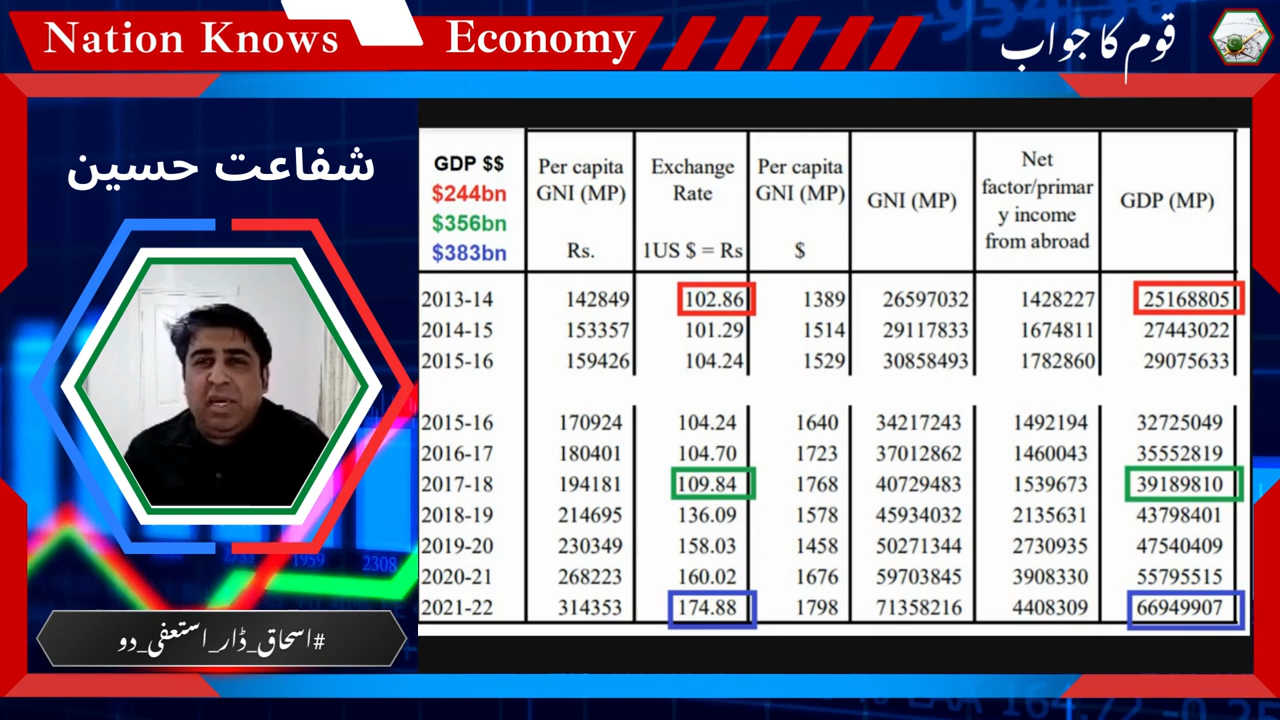 Nation Knows Economy قوم کا جواب
شفاعت حسین
#اسحاق_ڈار_استعفی_دو
GDP $$
$244bn
$356bn
$383bn
Per capita GNI (MP) Rs.
Exchange Rate 1US $ = Rs
Per capita GNI (MP) $
GNI (MP)
Net factor/primar y income from abroad
GDP (MP)
2013-14 142849 102.86 1389 26597032 1428227 25168805
2014-15 153357 101.29 1514 29117833 1674811 27443022
2015-16 159426 104.24 1529 30858493 1782860 29075633
2015-16 170924 104.24 1640 34217243 1492194 32725049
2016-17 180401 104.70 1723 37012862 1460043 35552819
2017-18 194181 109.84 1768 40729483 1539673 39189810
2018-19 214695 136.09 1578 45934032 2135631 43798401
2019-20 230349 158.03 1458 50271344 2730935 47540409
2020-21 268223 160.02 1676 59703845 3908330 55795515
2021-22 314353 174.88 1798 71358216 4408309 66949907
1959 2308